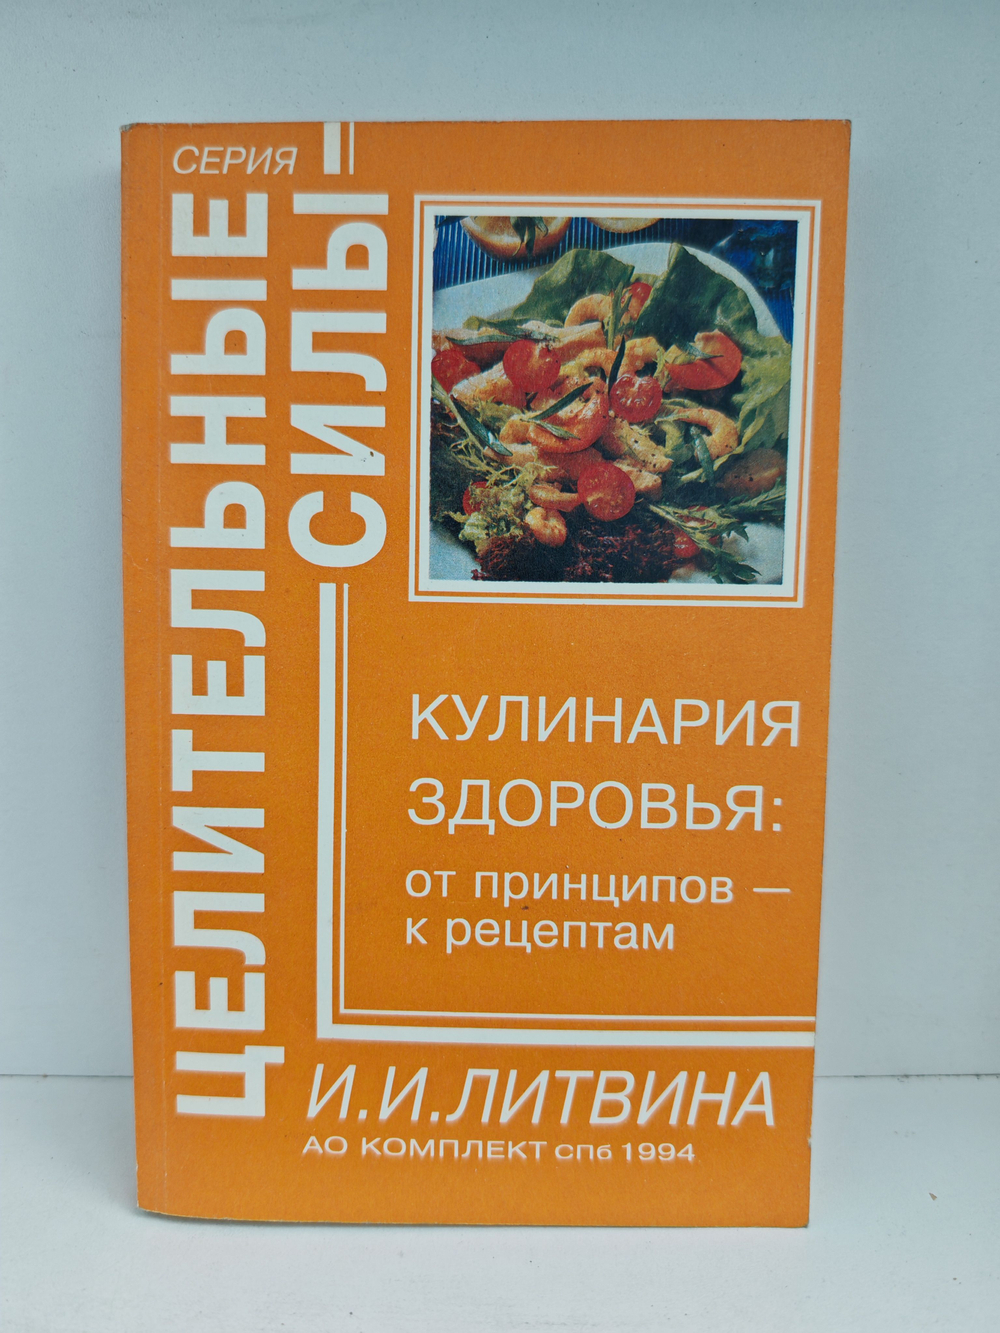 СЕРИЯ
ЦЕЛИТЕЛЬНЫЕ
СИЛЫ
КУЛИНАРИЯ
ЗДОРОВЬЯ:
от принципов —
к рецептам
И.И.ЛИТВИНА
АО КОМПЛЕКТ СПб 1994